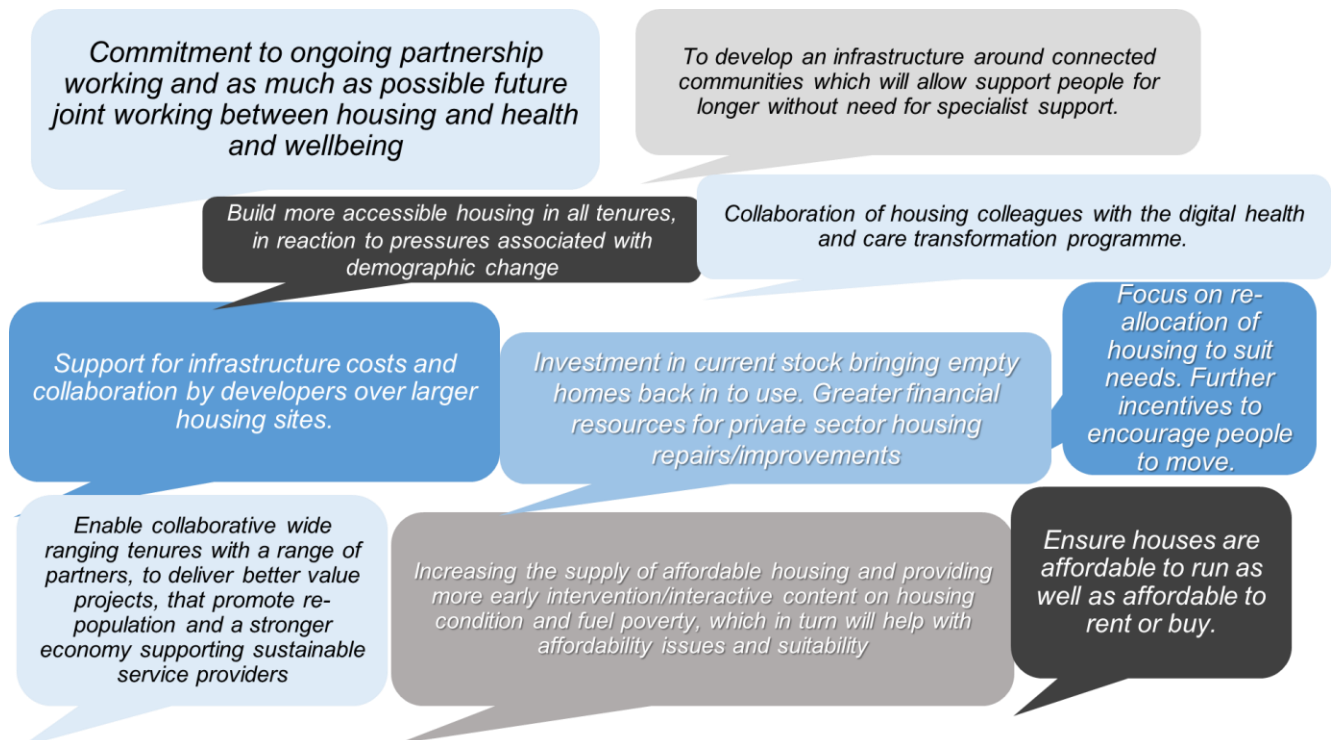 Commitment to ongoing partnership
working and as much as possible future
joint working between housing and health
and wellbeing
To develop an infrastructure around connected
communities which will allow support people for
longer without need for specialist support.
Build more accessible housing in all tenures,
in reaction to pressures associated with
demographic change
Collaboration of housing colleagues with the digital health
and care transformation programme.
Support for infrastructure costs and
collaboration by developers over larger
housing sites.
Investment in current stock bringing empty
homes back in to use. Greater financial
resources for private sector housing
repairs/improvements
Focus on re-
allocation of
housing to suit
needs. Further
incentives to
encourage people
to move.
Enable collaborative wide
ranging tenures with a range of
partners, to deliver better value
projects, that promote re-
population and a stronger
economy supporting sustainable
service providers
Increasing the supply of affordable housing and providing
more early intervention/interactive content on housing
condition and fuel poverty, which in turn will help with
affordability issues and suitability
Ensure houses are
affordable to run as
well as affordable to
rent or buy.